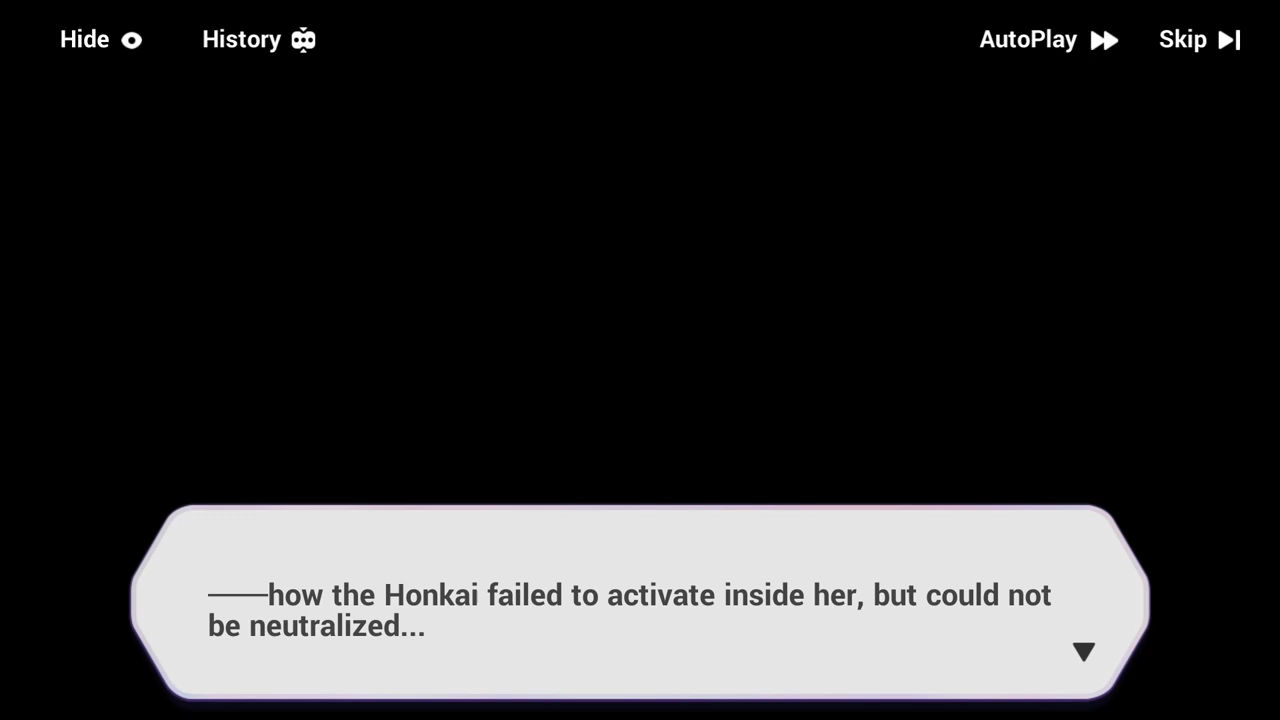 Hide
History
AutoPlay
Skip
——how the Honkai failed to activate inside her, but could not
be neutralized...